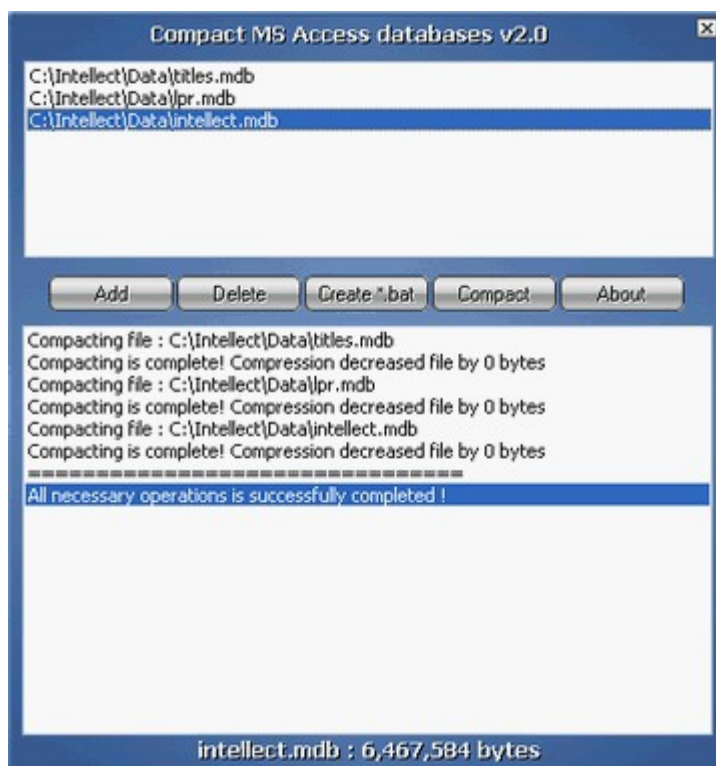 Compact MS Access databases v2.0
C:\Intellect\Data\titles.mdb
C:\Intellect\Data\lpr.mdb
C:\Intellect\Data\intellect.mdb
Add Delete Create *.bat Compact About
Compacting file : C:\Intellect\Data\titles.mdb
Compacting is complete! Compression decreased file by 0 bytes
Compacting file : C:\Intellect\Data\lpr.mdb
Compacting is complete! Compression decreased file by 0 bytes
Compacting file : C:\Intellect\Data\intellect.mdb
Compacting is complete! Compression decreased file by 0 bytes
================================
All necessary operations is successfully completed !
intellect.mdb : 6,467,584 bytes